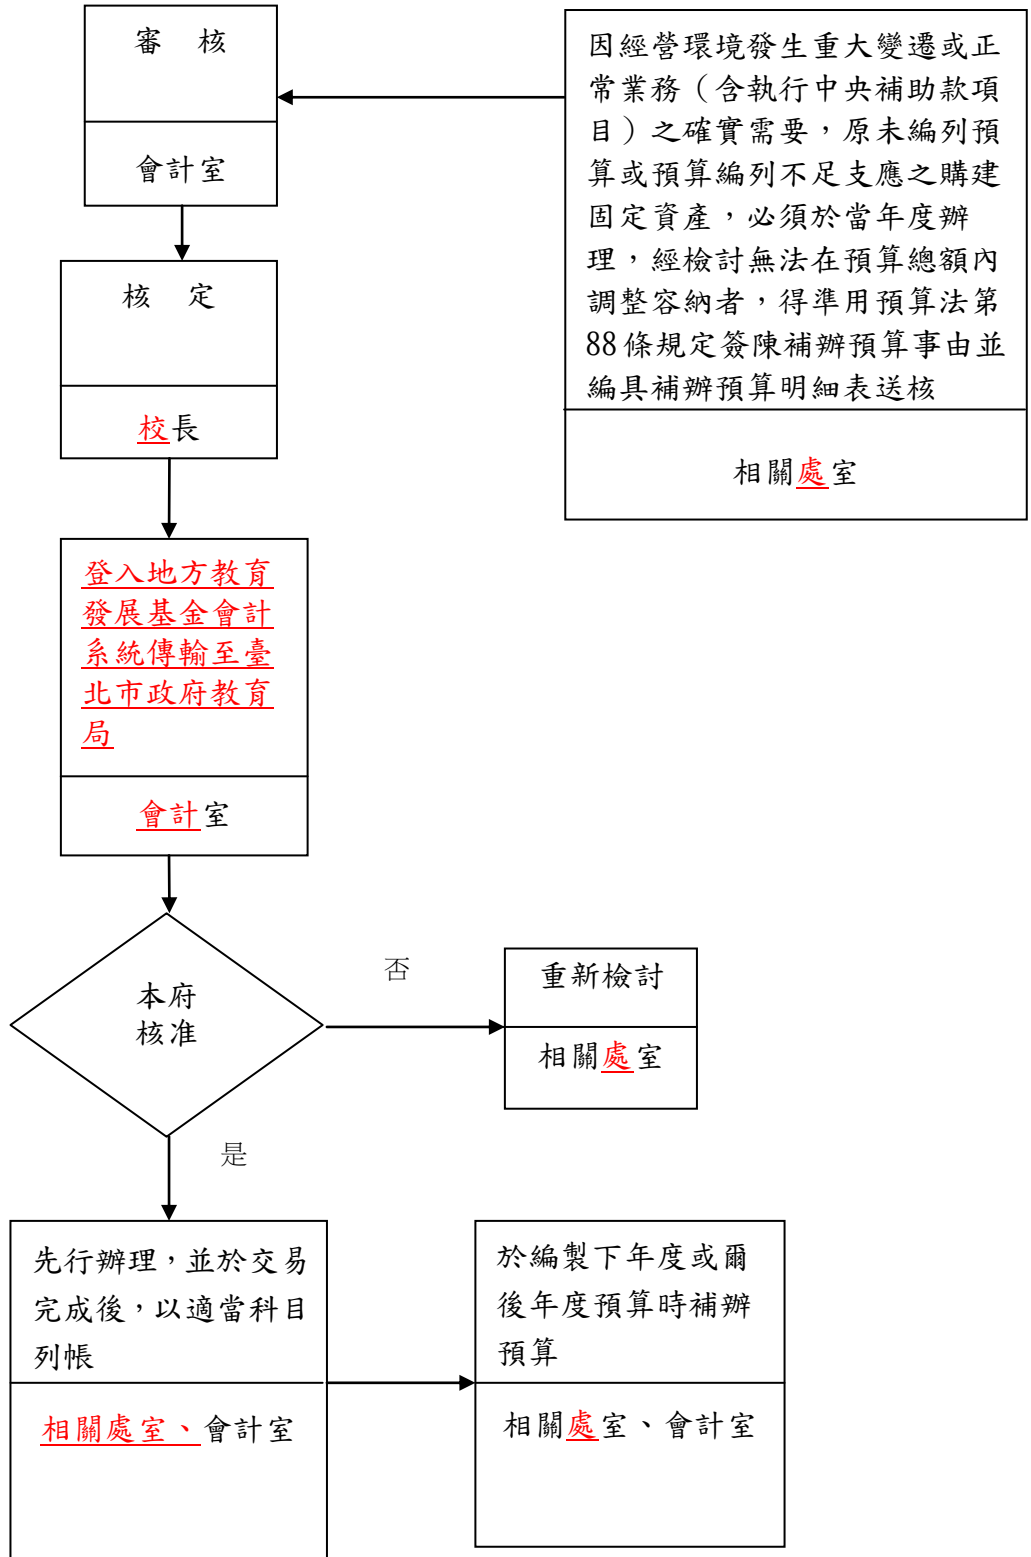 審　核
會計室
因經營環境發生重大變遷或正
常業務（含執行中央補助款項
目）之確實需要，原未編列預
算或預算編列不足支應之購建
固定資產，必須於當年度辦
理，經檢討無法在預算總額內
調整容納者，得準用預算法第
88條規定簽陳補辦預算事由並
編具補辦預算明細表送核
相關處室
核　定
校長
登入地方教育
發展基金會計
系統傳輸至臺
北市政府教育
局
會計室
本府
核准
否
重新檢討
相關處室
是
先行辦理，並於交易
完成後，以適當科目
列帳
相關處室、會計室
於編製下年度或爾
後年度預算時補辦
預算
相關處室、會計室